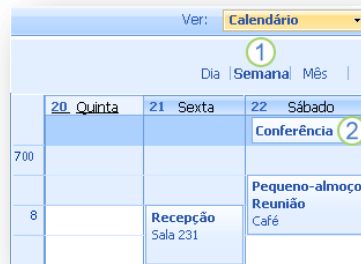 Ver: Calendário
1
Dia | Semana | Mês |
20 Quinta 21 Sexta 22 Sábado
Conferência 2
700
Pequeno-almoço
Reunião
8 Recepção Café
Sala 231